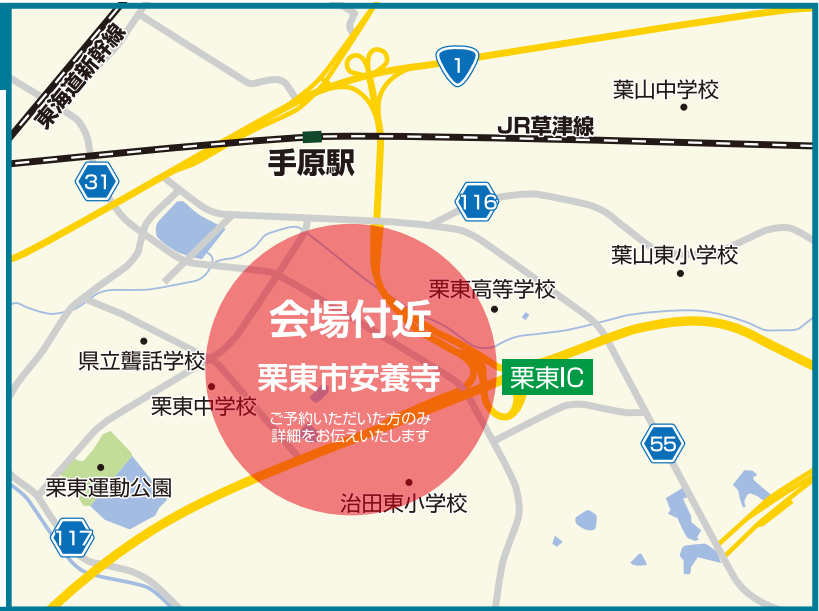 東海道新幹線
1
葉山中学校
JR草津線
手原駅
31
116
葉山東小学校
栗東高等学校
会場付近
県立聾話学校
栗東市安養寺
栗東IC
栗東中学校
ご予約いただいた方のみ
詳細をお伝えいたします
55
栗東運動公園
治田東小学校
117